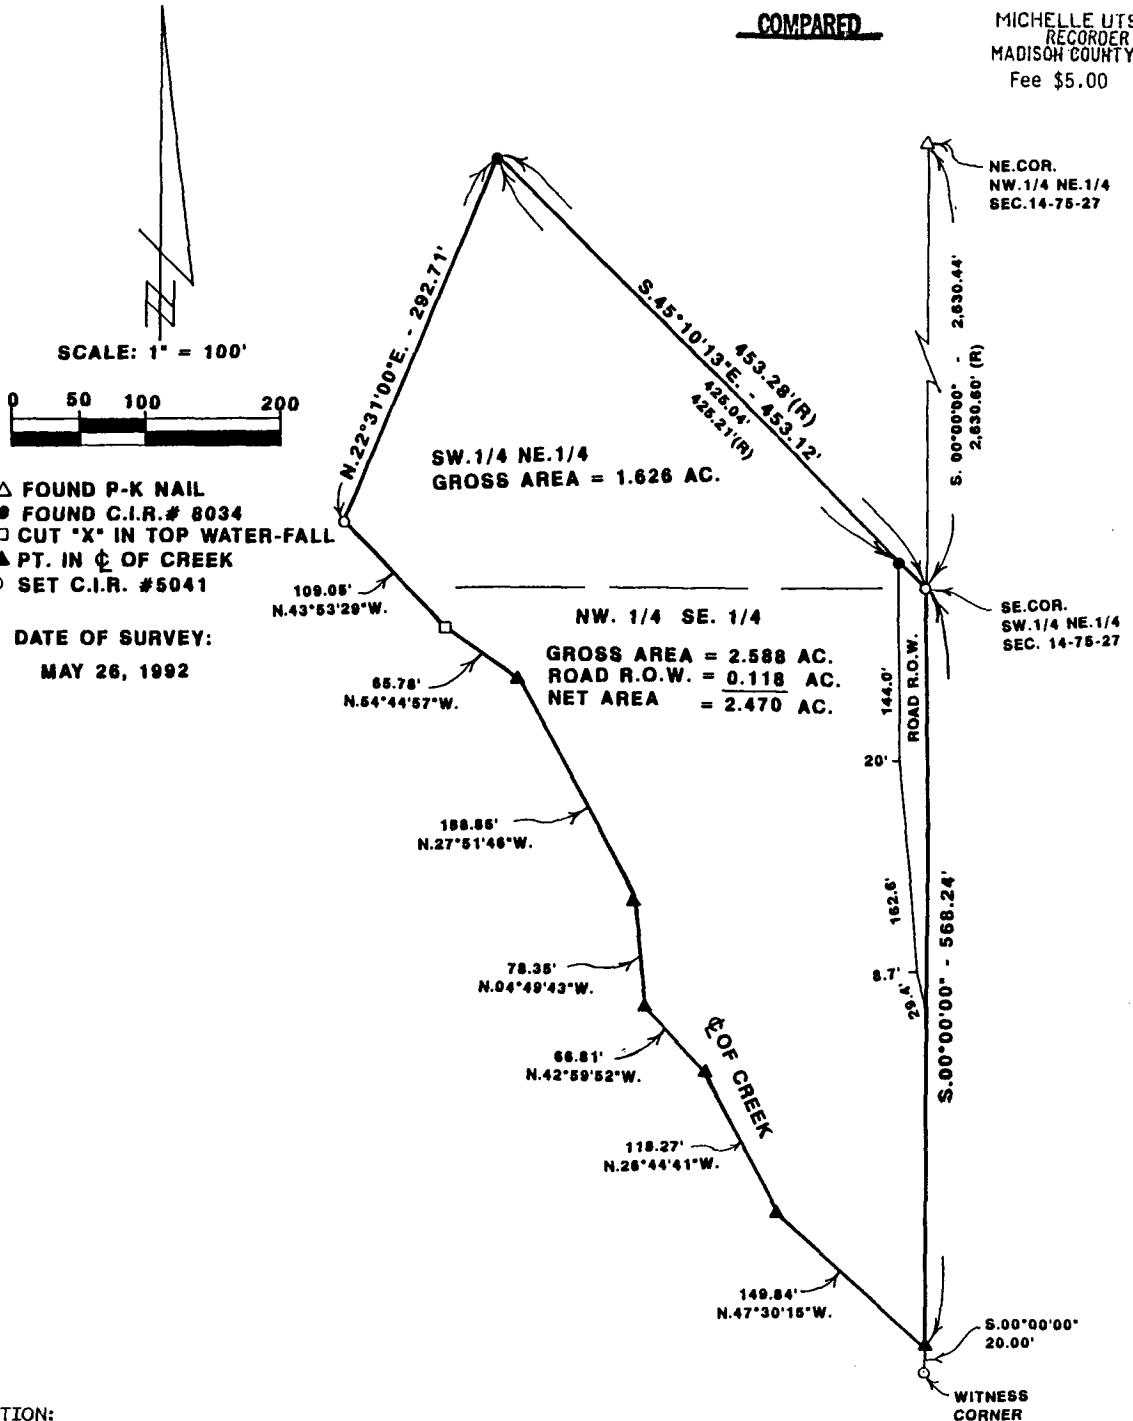 COMPARED
MICHELLE UTS
RECORDER
MADISON COUNTY
Fee $5.00
NE.COR.
NW.1/4 NE.1/4
SEC.14-75-27
N
SCALE: 1" = 100'
0 50 100 200
FOUND P-K NAIL
FOUND C.I.R.# 8034
CUT "X" IN TOP WATER-FALL
PT. IN ℄ OF CREEK
SET C.I.R. #5041
DATE OF SURVEY:
MAY 26, 1992
N.22°31'00"E. - 292.71'
453.28'(R)
S.45°10'13"E. - 453.12'
425.04'
425.21'(R)
S. 00°00'00" - 2,630.44'
2,630.60' (R)
SW.1/4 NE.1/4
GROSS AREA = 1.626 AC.
109.05'
N.43°53'29"W.
NW. 1/4 SE. 1/4
GROSS AREA = 2.588 AC.
ROAD R.O.W. = 0.118 AC.
NET AREA = 2.470 AC.
SE.COR.
SW.1/4 NE.1/4
SEC. 14-75-27
65.78'
N.54°44'57"W.
144.0'
ROAD R.O.W.
20'
N.27°51'46"W.
162.6'
8.7'
29.4'
S.00°00'00" - 568.24'
78.35'
N.04°49'43"W.
66.81'
N.42°59'52"W.
℄ OF CREEK
118.27'
N.26°44'41"W.
149.84'
N.47°30'15"W.
S.00°00'00"
20.00'
WITNESS
CORNER
TION: